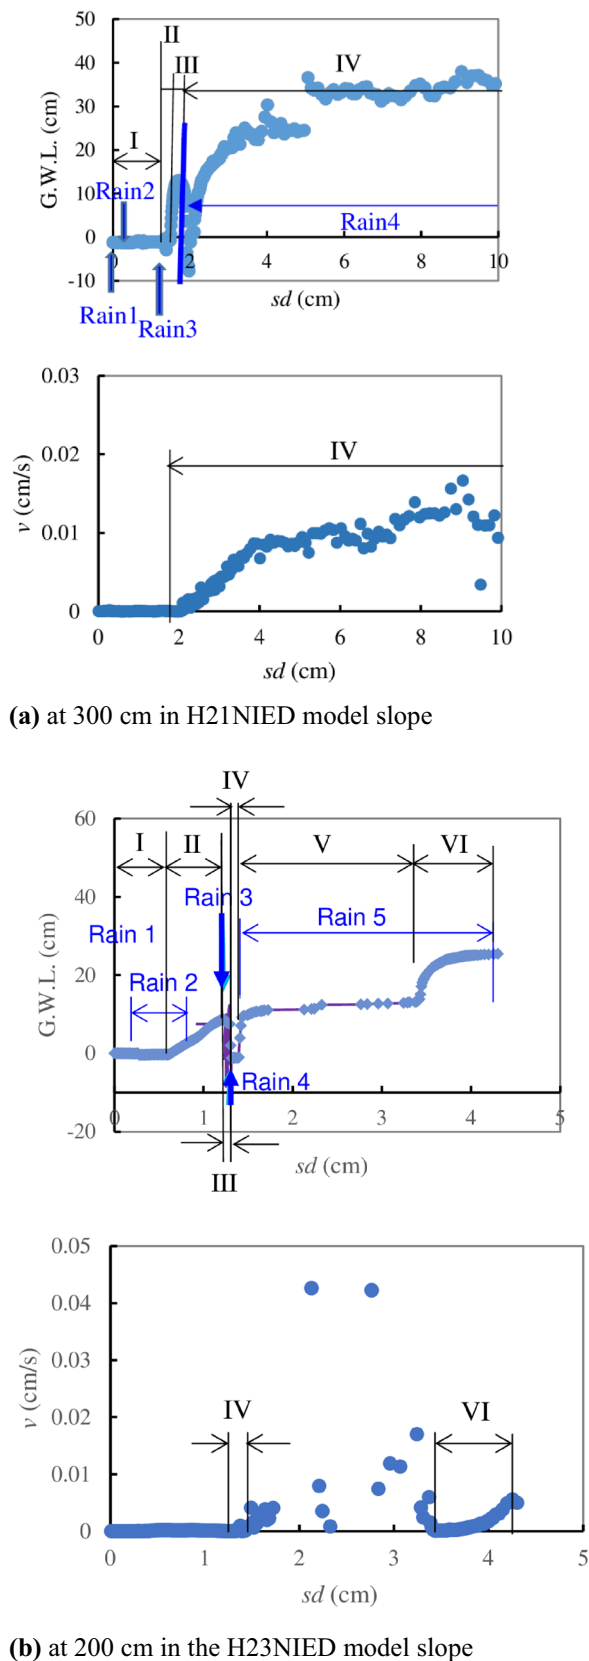 50
II
III
IV
40
30
20
I
Rain2
10
0
Rain4
0
2
4
6
8
10
-10
sd (cm)
Rain1
Rain3
G.W.L. (cm)
0.03
IV
0.02
0.01
0
0
2
4
6
8
10
v (cm/s)
sd (cm)
(a) at 300 cm in H21NIED model slope
IV
60
I
II
V
VI
40
Rain 3
Rain 1
Rain 5
20
Rain 2
0
Rain 4
0
1
2
3
4
5
-20
G.W.L. (cm)
sd (cm)
III
0.05
0.04
0.03
0.02
IV
VI
0.01
0
0
1
2
3
4
5
v (cm/s)
sd (cm)
(b) at 200 cm in the H23NIED model slope